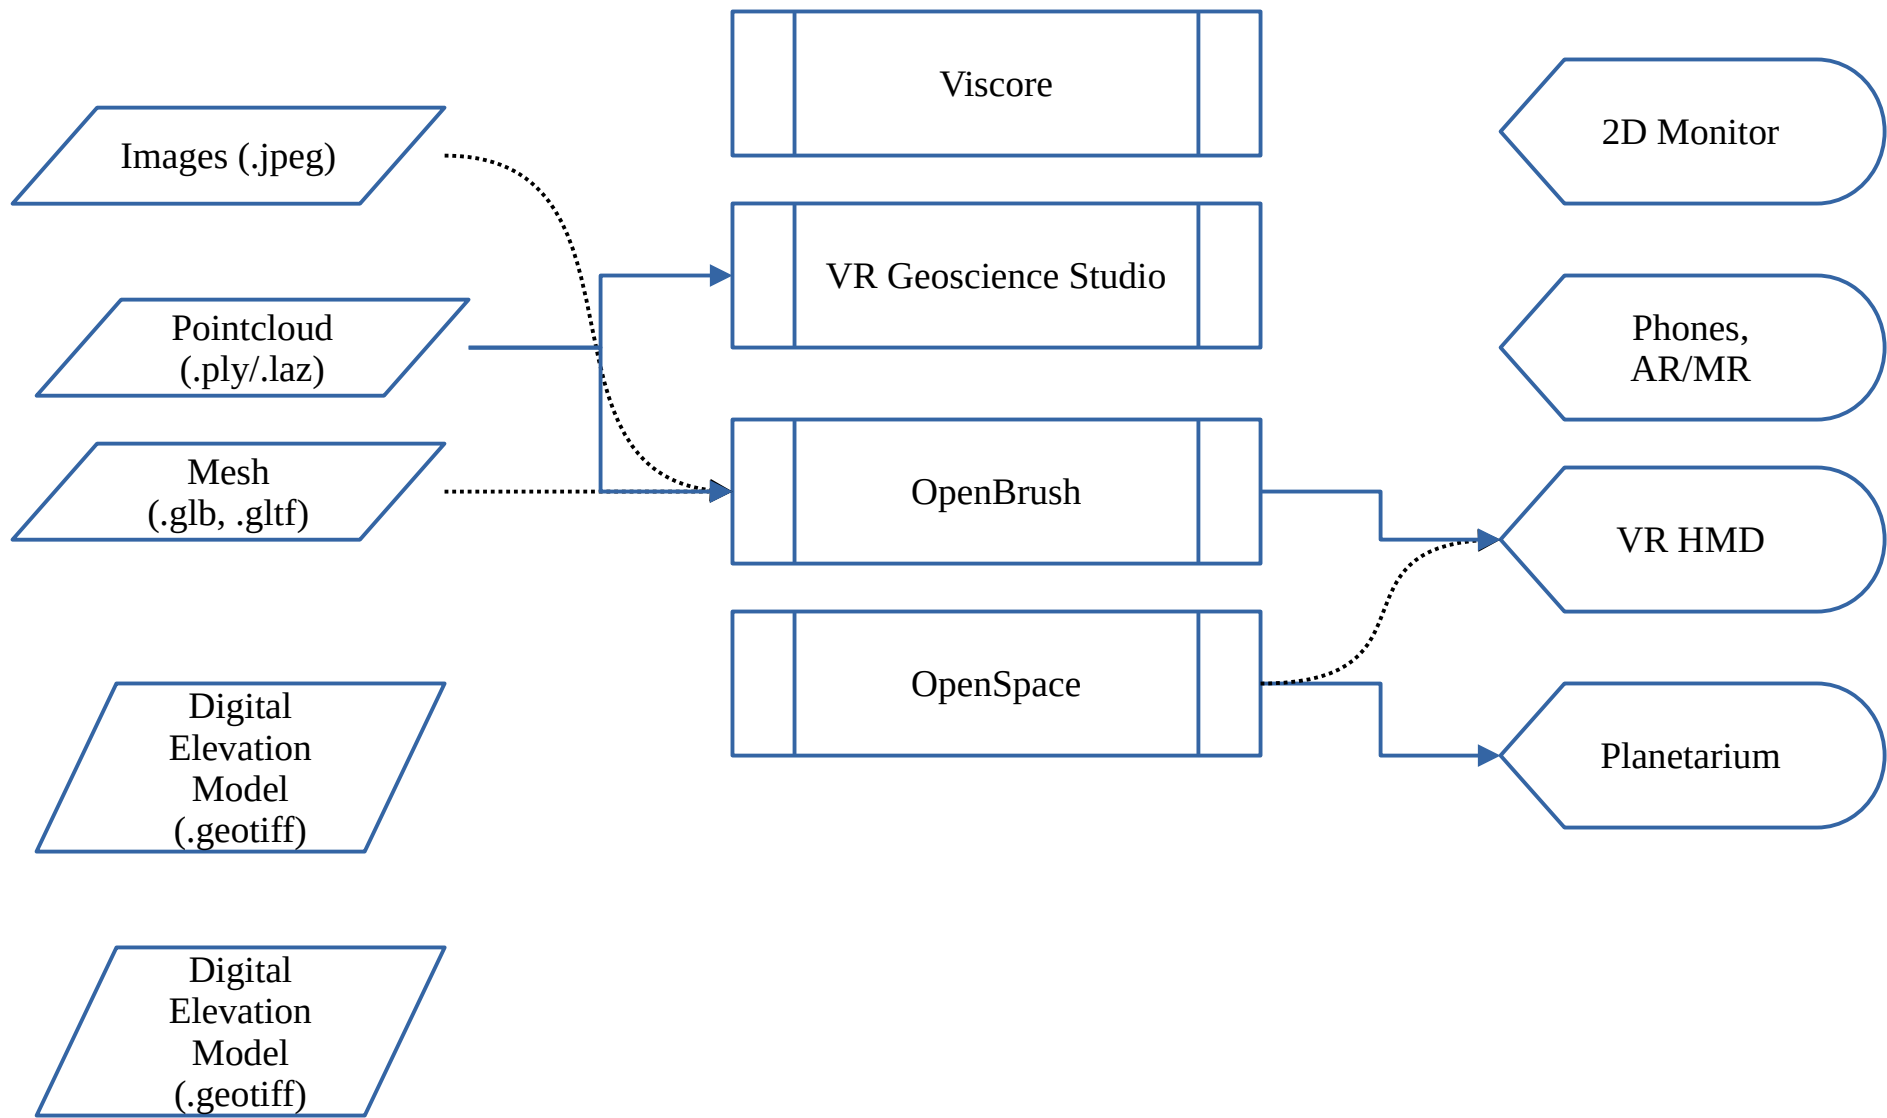 Images (.jpeg)
Pointcloud
(.ply/.laz)
Mesh
(.glb, .gltf)
Digital
Elevation
Model
(.geotiff)
Digital
Elevation
Model
(.geotiff)
Viscore
VR Geoscience Studio
OpenBrush
OpenSpace
2D Monitor
Phones,
AR/MR
VR HMD
Planetarium